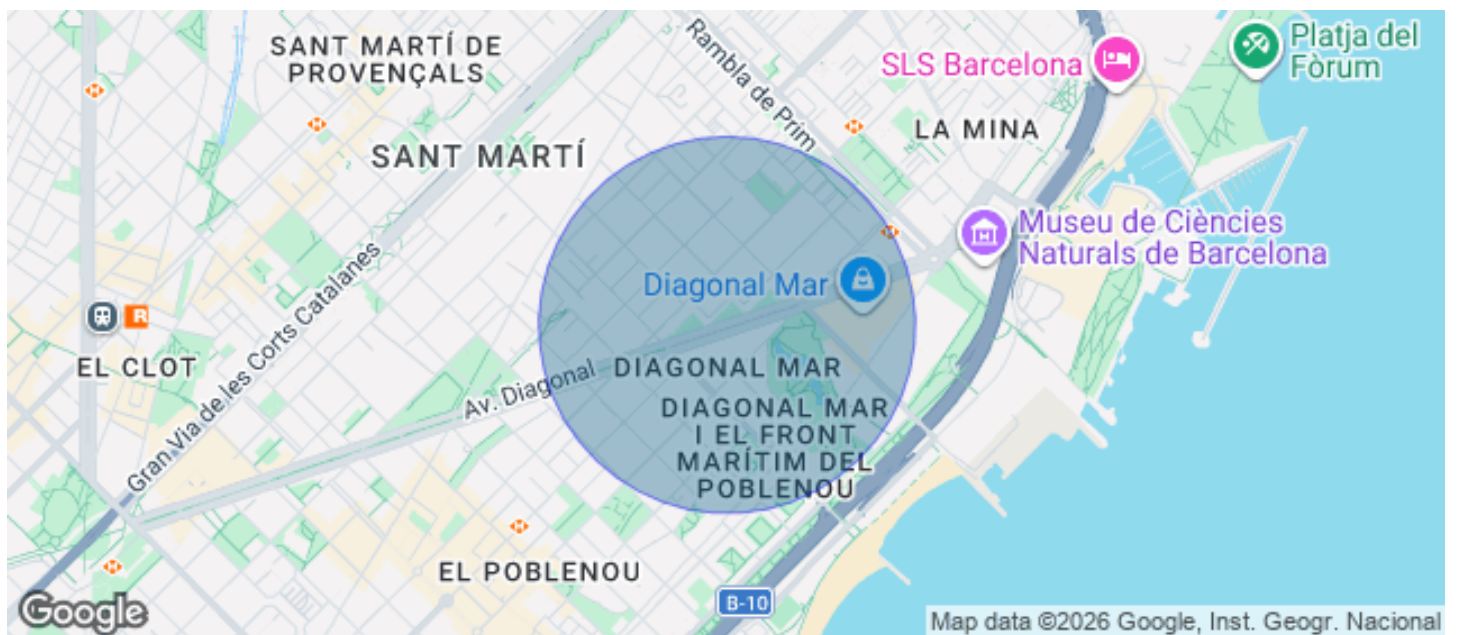 SANT MARTÍ DE
PROVENÇALS
Rambla de Prim
SLS Barcelona
Platja del
Fòrum
LA MINA
SANT MARTÍ
Museu de Ciències
Naturals de Barcelona
Diagonal Mar
R
EL CLOT
Gran Via de les Corts Catalanes
Av. Diagonal
DIAGONAL MAR
DIAGONAL MAR
I EL FRONT
MARÍTIM DEL
POBLENOU
EL POBLENOU
B-10
Google
Map data ©2026 Google, Inst. Geogr. Nacional